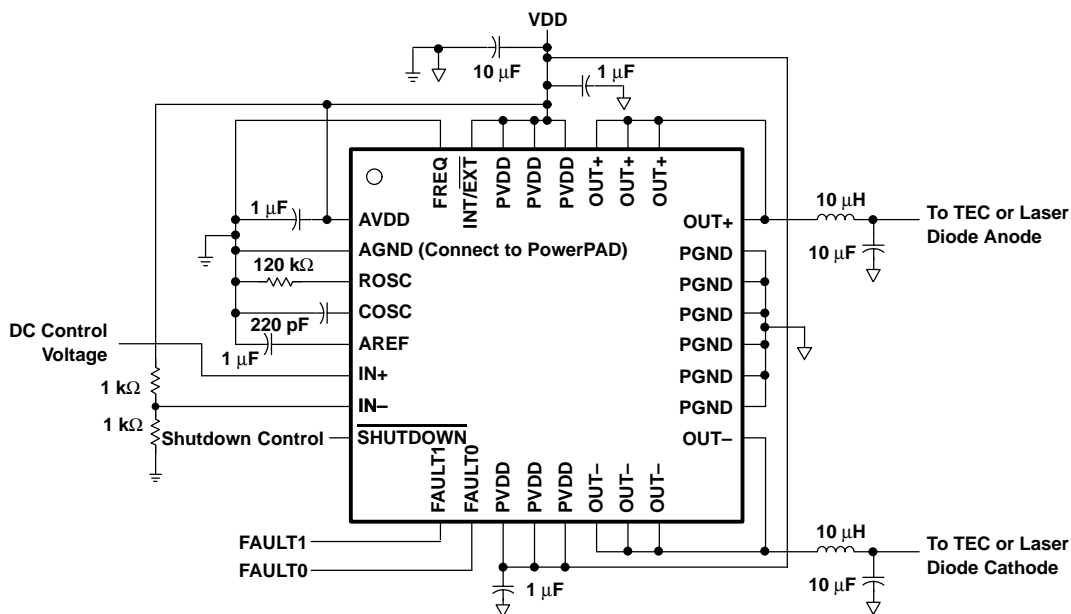 VDD
10 μF
1 μF
FREQ
INT/EXT
PVDD
PVDD
PVDD
OUT+
OUT+
OUT+
1 μF
AVDD
AGND (Connect to PowerPAD)
120 kΩ
ROSC
COSC
220 pF
AREF
1 μF
DC Control
Voltage
IN+
1 kΩ
IN–
1 kΩ
Shutdown Control
SHUTDOWN
OUT+
PGND
PGND
PGND
PGND
PGND
PGND
OUT–
10 μH
To TEC or Laser
Diode Anode
10 μF
FAULT1
FAULT0
PVDD
PVDD
PVDD
OUT–
OUT–
OUT–
FAULT1
FAULT0
1 μF
10 μH
To TEC or Laser
Diode Cathode
10 μF